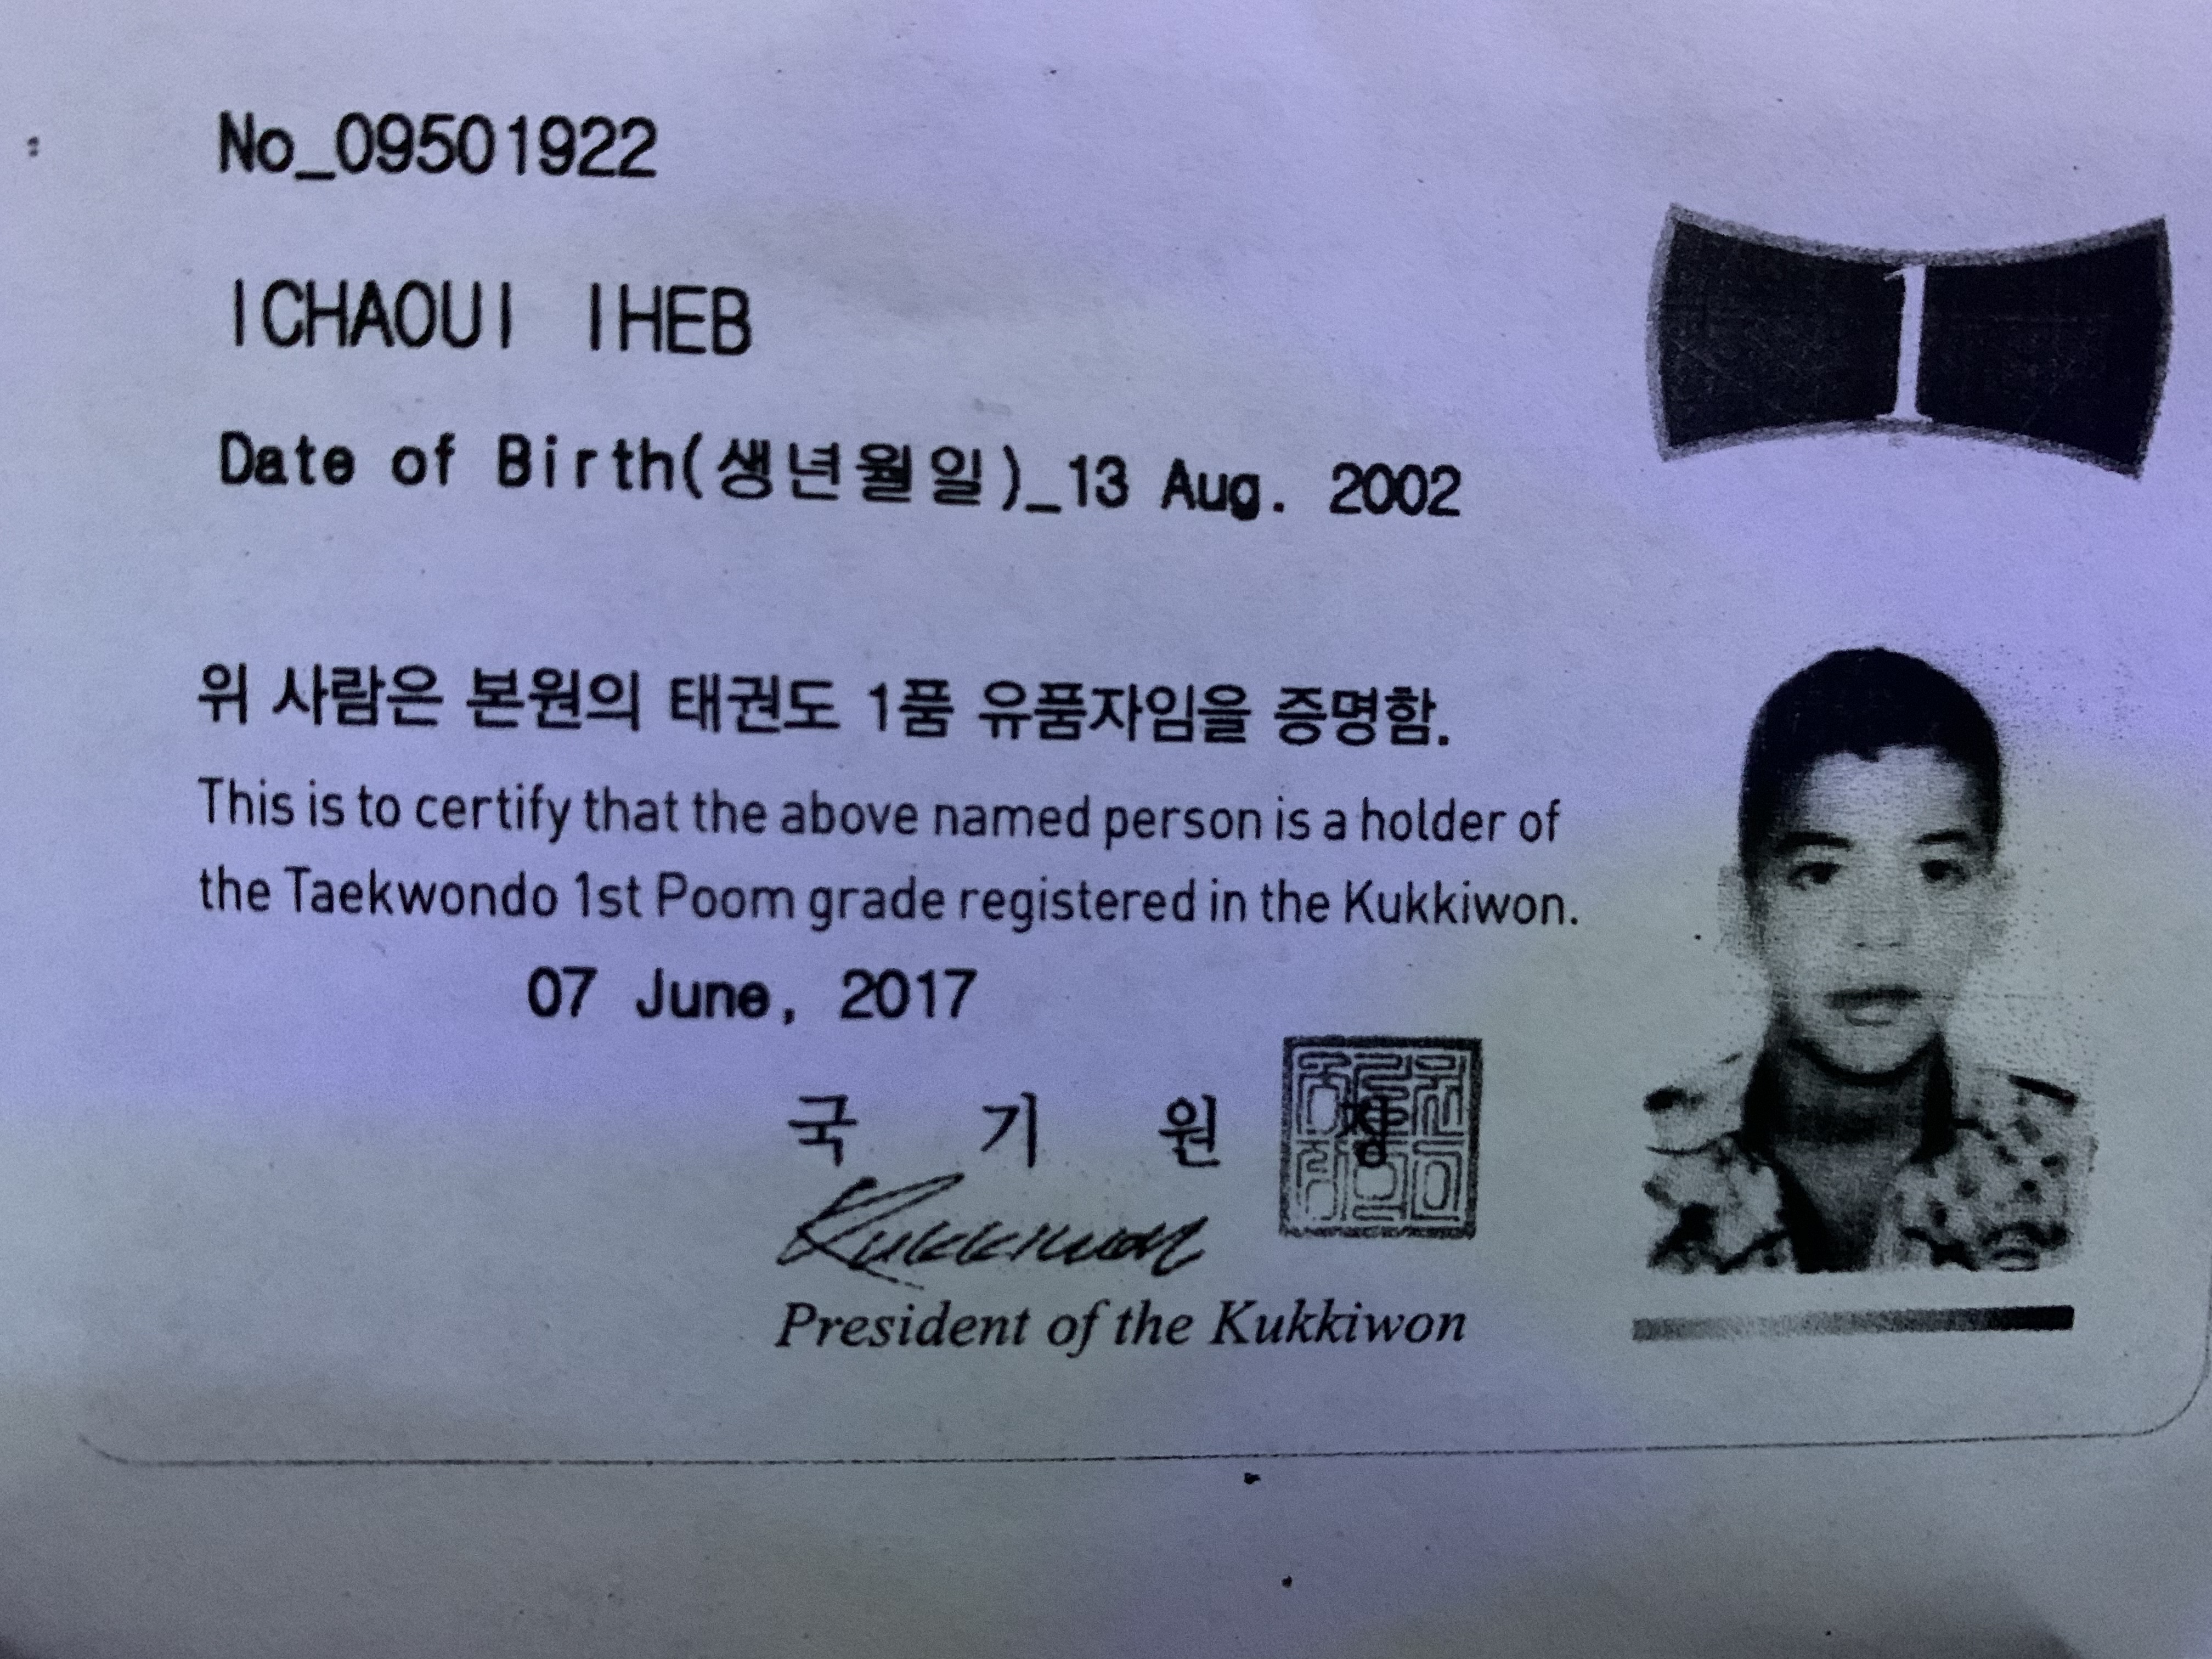 No_09501922
1
ICHAOUI IHEB
Date of Birth(생년월일)_13 Aug. 2002
위 사람은 본원의 태권도 1품 유품자임을 증명함.
This is to certify that the above named person is a holder of
the Taekwondo 1st Poom grade registered in the Kukkiwon.
07 June, 2017
국 기 원 장
Kukkiwon
President of the Kukkiwon